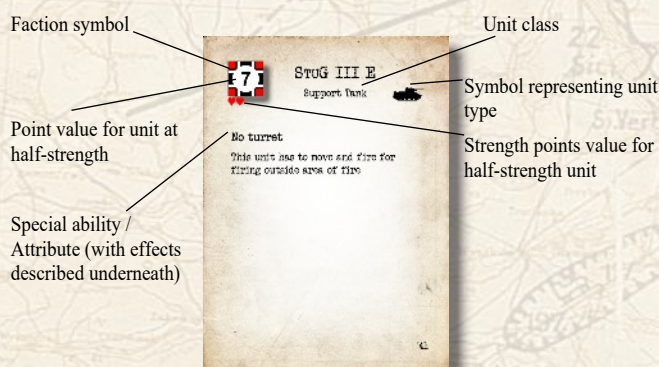 Faction symbol
Unit class
7
StuG III E
Support Tank
Symbol representing unit
type
Point value for unit at
half-strength
Strength points value for
half-strength unit
No turret
This unit has to move and fire for
firing outside area of fire
Special ability /
Attribute (with effects
described underneath)
22
S. Vert